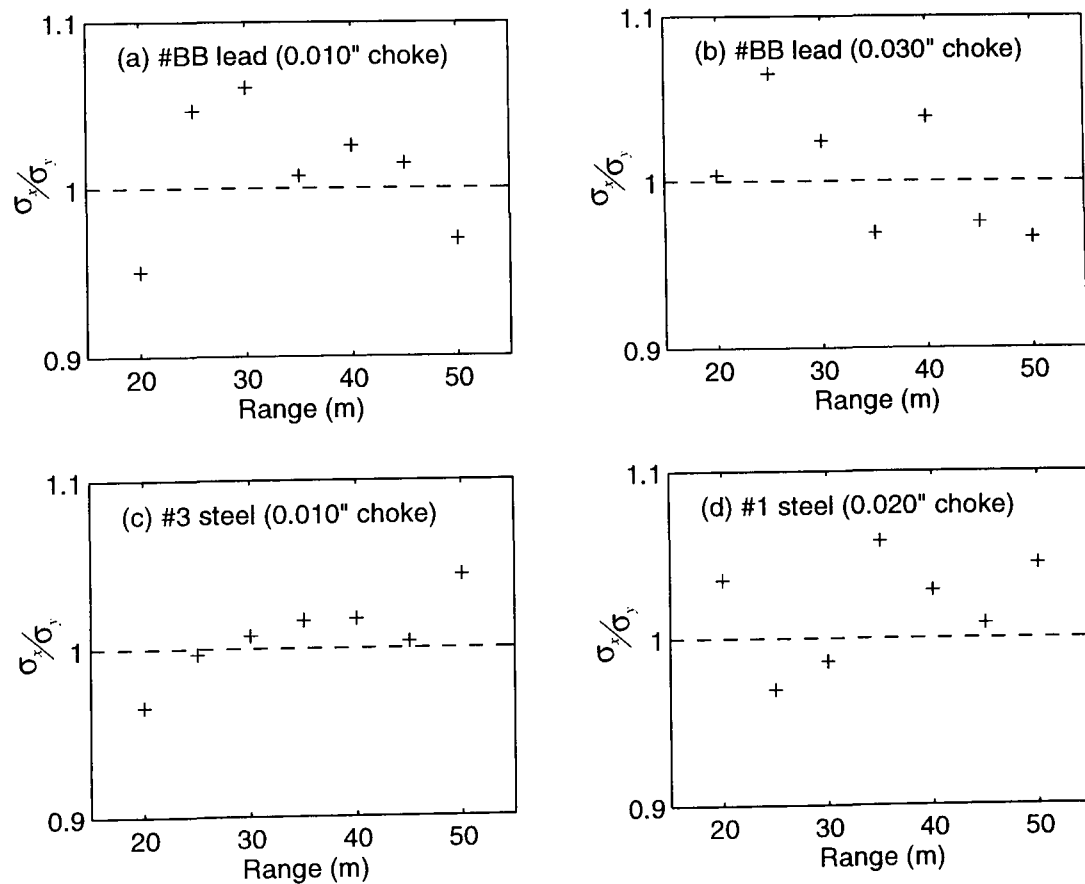 1.1
(a) #BB lead (0.010" choke)
σx/σy
1
0.9
20 30 40 50
Range (m)
1.1
(b) #BB lead (0.030" choke)
σx/σy
1
0.9
20 30 40 50
Range (m)
1.1
(c) #3 steel (0.010" choke)
σx/σy
1
0.9
20 30 40 50
Range (m)
1.1
(d) #1 steel (0.020" choke)
σx/σy
1
0.9
20 30 40 50
Range (m)